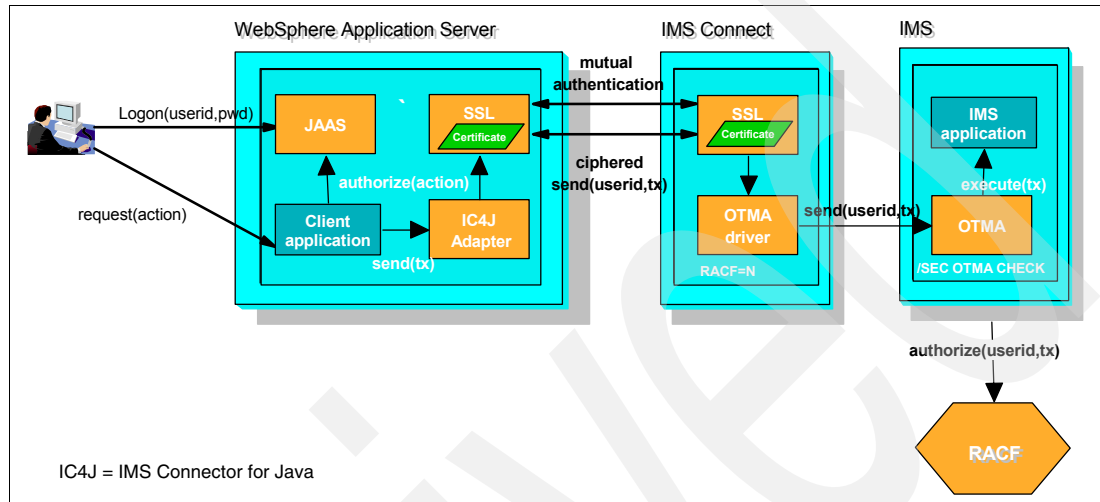 WebSphere Application Server
IMS Connect
IMS
Logon(userid,pwd)
JAAS
SSL
Certificate
mutual
authentication
SSL
Certificate
IMS
application
authorize(action)
ciphered
send(userid,tx)
execute(tx)
request(action)
Client
application
IC4J
Adapter
send(tx)
OTMA
driver
send(userid,tx)
OTMA
RACF=N
/SEC OTMA CHECK
authorize(userid,tx)
RACF
IC4J = IMS Connector for Java